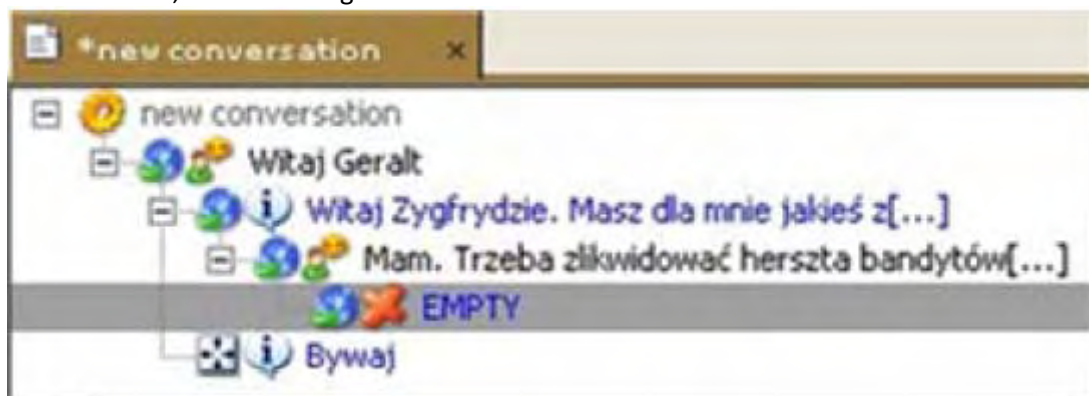 *new conversation
new conversation
Witaj Geralt
Witaj Zygfrydzie. Masz dla mnie jakieś z[...]
Mam. Trzeba zlikwidować herszta bandytów[...]
EMPTY
Bywaj